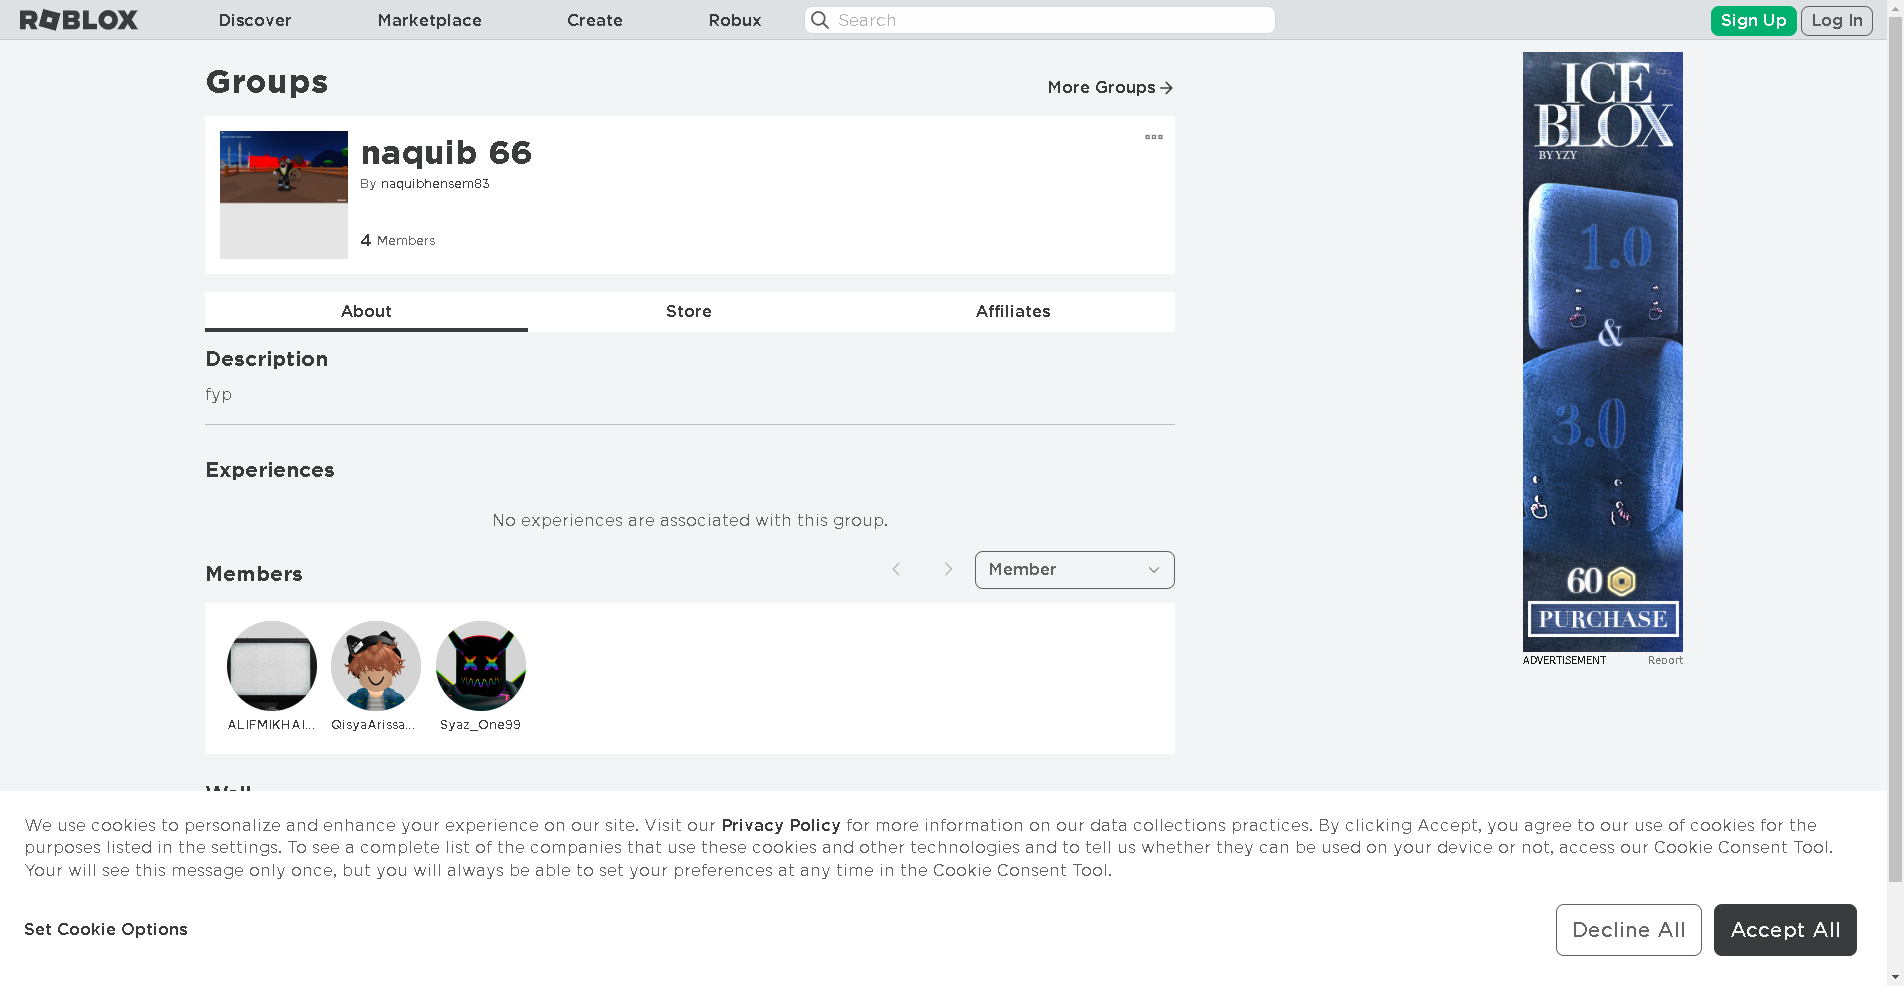 ROBLOX
Discover
Marketplace
Create
Robux
Search
Sign Up
Log In
Groups
More Groups
naquib 66
By naquibhensem83
4 Members
About
Store
Affiliates
Description
fyp
Experiences
No experiences are associated with this group.
Members
Member
ALIFMIKHAI...
QisyaArissa...
Syaz_One99
Wall
ICE
BLOX
BY YZY
1.0
&
3.0
60
PURCHASE
ADVERTISEMENT
Report
We use cookies to personalize and enhance your experience on our site. Visit our Privacy Policy for more information on our data collections practices. By clicking Accept, you agree to our use of cookies for the
purposes listed in the settings. To see a complete list of the companies that use these cookies and other technologies and to tell us whether they can be used on your device or not, access our Cookie Consent Tool.
Your will see this message only once, but you will always be able to set your preferences at any time in the Cookie Consent Tool.
Set Cookie Options
Decline All
Accept All